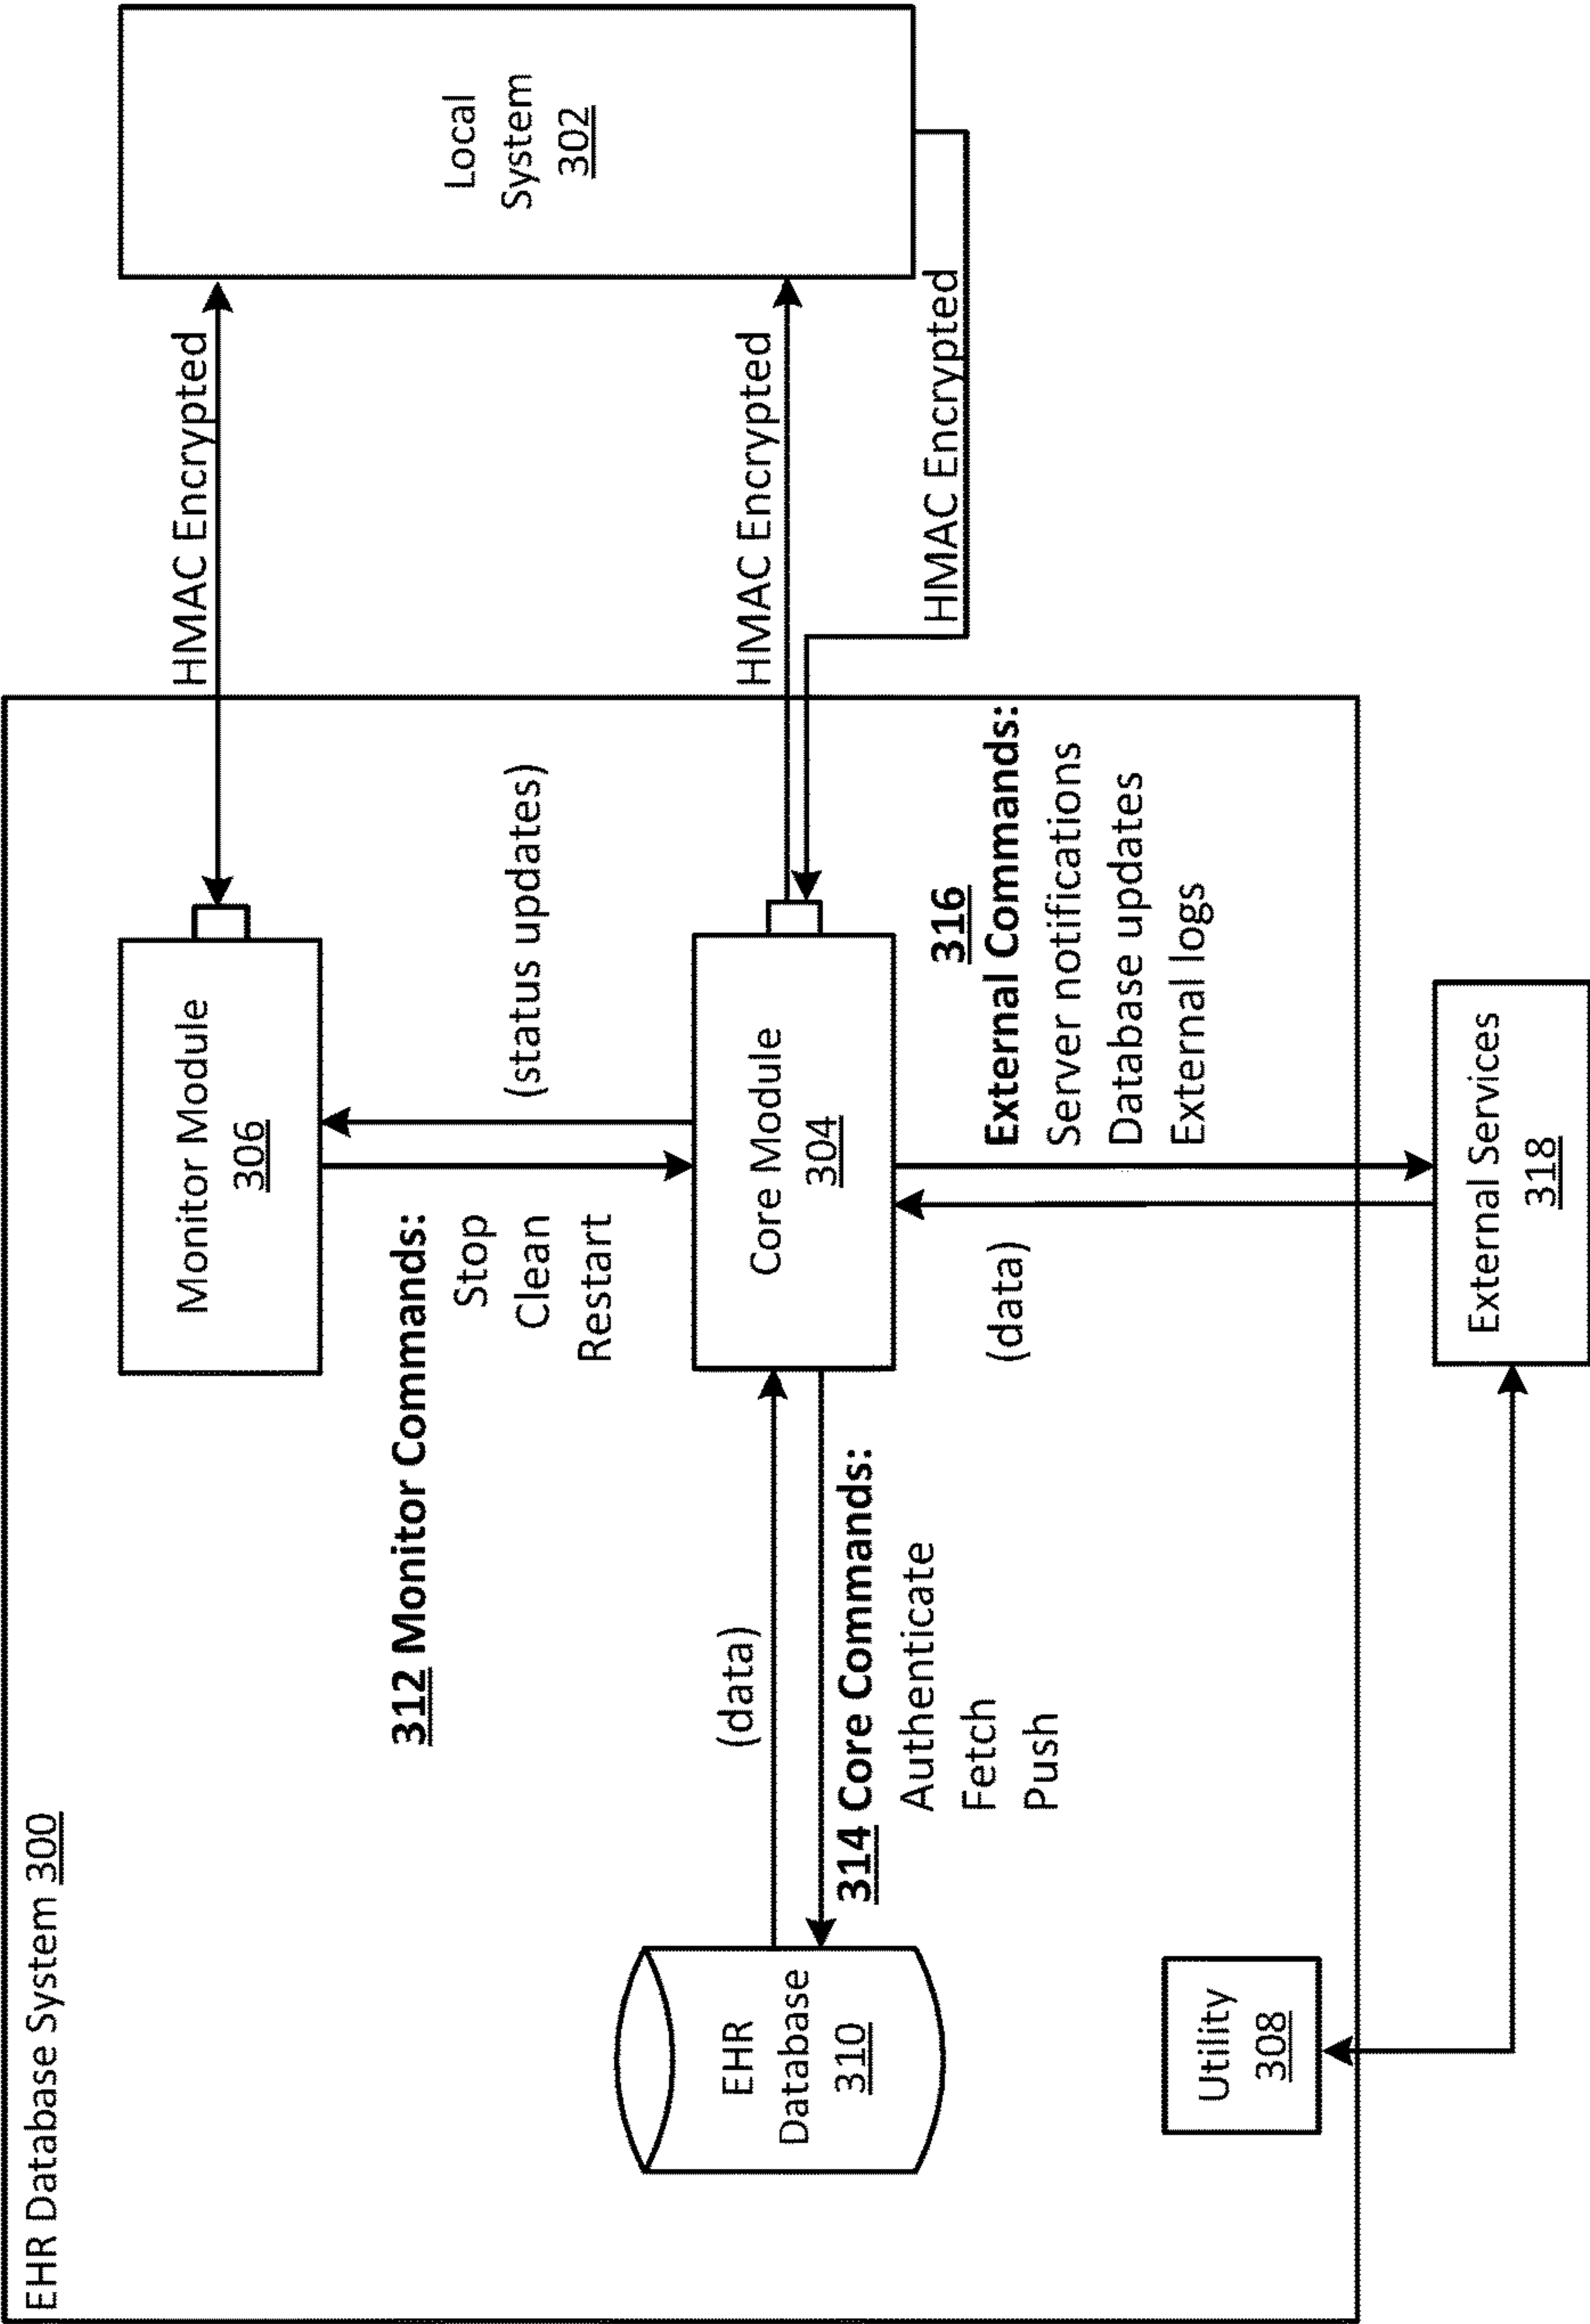 EHR Database System 300
Monitor Module
306
HMAC Encrypted
Local
System
302
312 Monitor Commands:
Stop
Clean
Restart
(status updates)
EHR
Database
310
(data)
314 Core Commands:
Authenticate
Fetch
Push
Core Module
304
HMAC Encrypted
HMAC Encrypted
316
External Commands:
Server notifications
Database updates
External logs
(data)
Utility
308
External Services
318